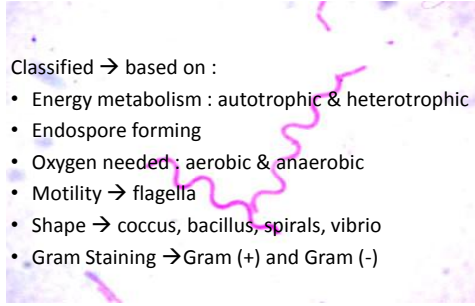 Classified → based on :
• Energy metabolism : autotrophic & heterotrophic
• Endospore forming
• Oxygen needed : aerobic & anaerobic
• Motility → flagella
• Shape → coccus, bacillus, spirals, vibrio
• Gram Staining →Gram (+) and Gram (-)